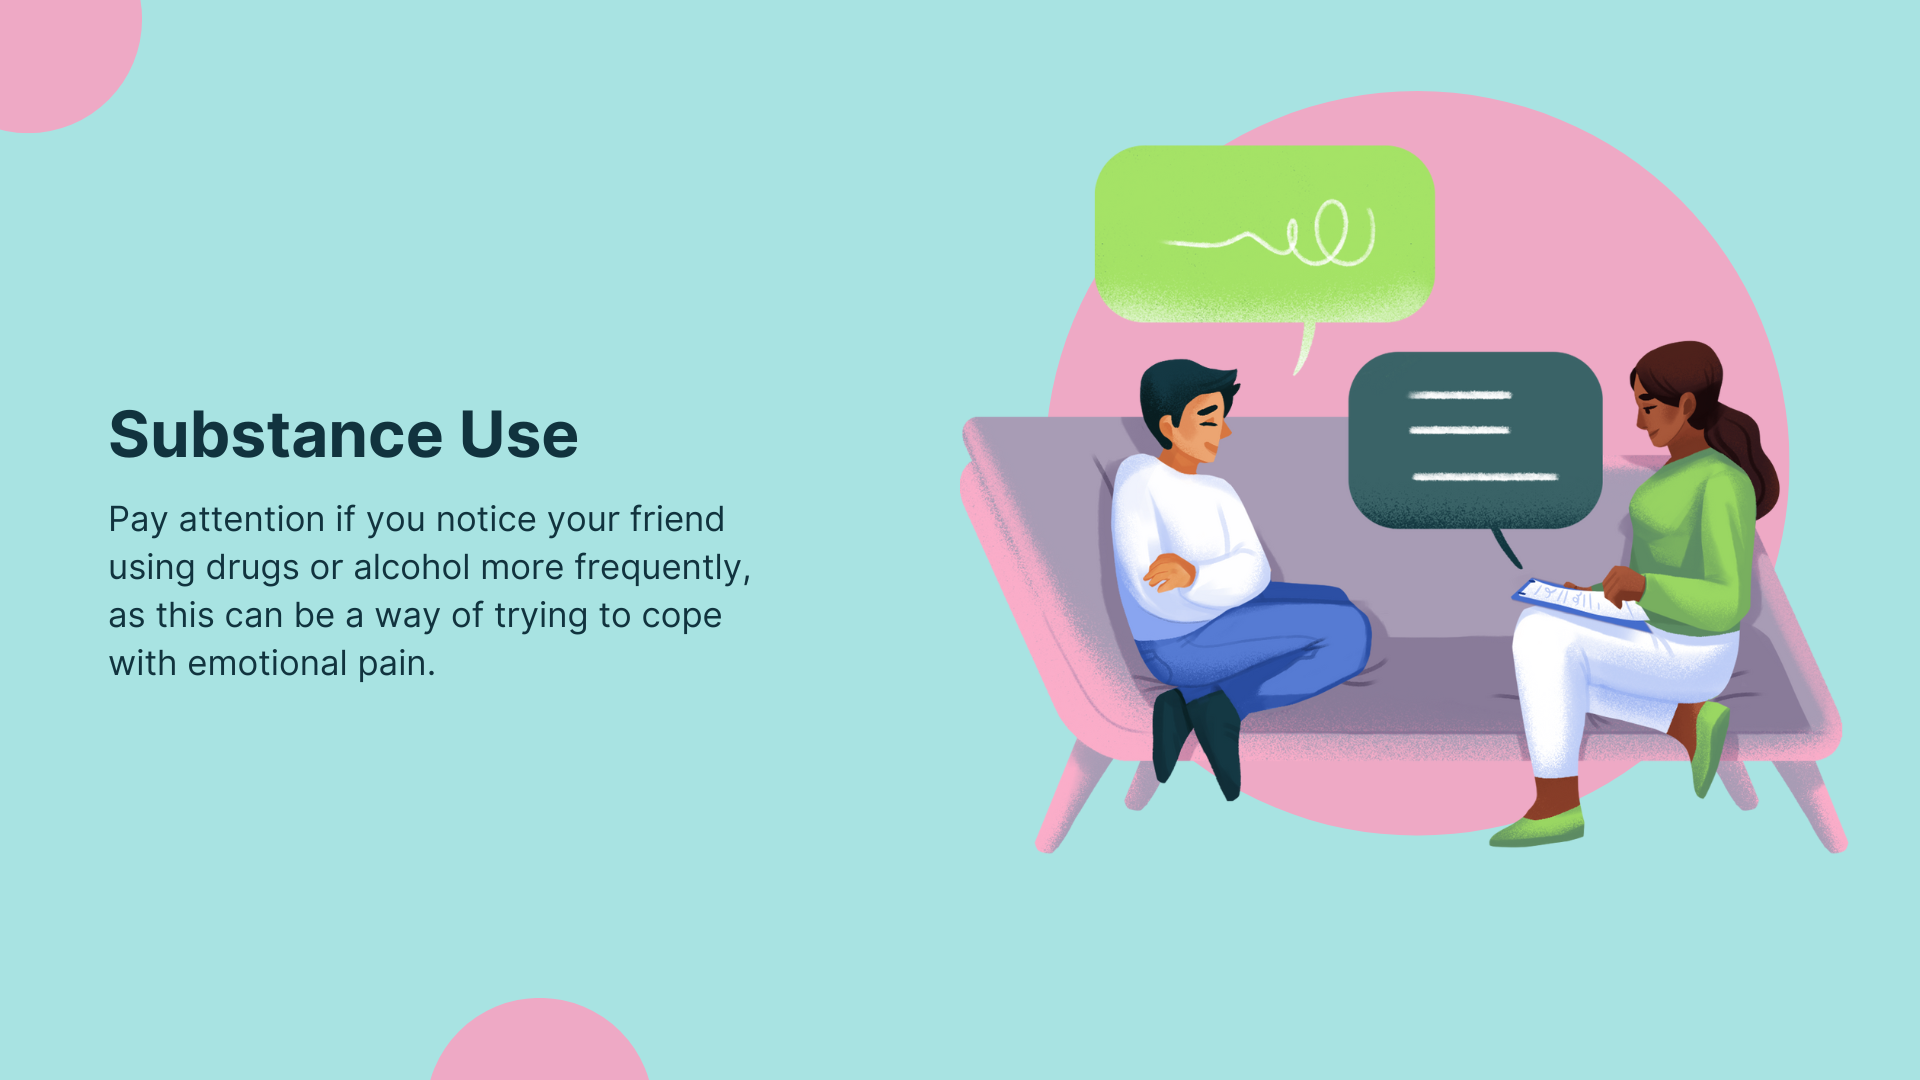 Substance Use
Pay attention if you notice your friend
using drugs or alcohol more frequently,
as this can be a way of trying to cope
with emotional pain.